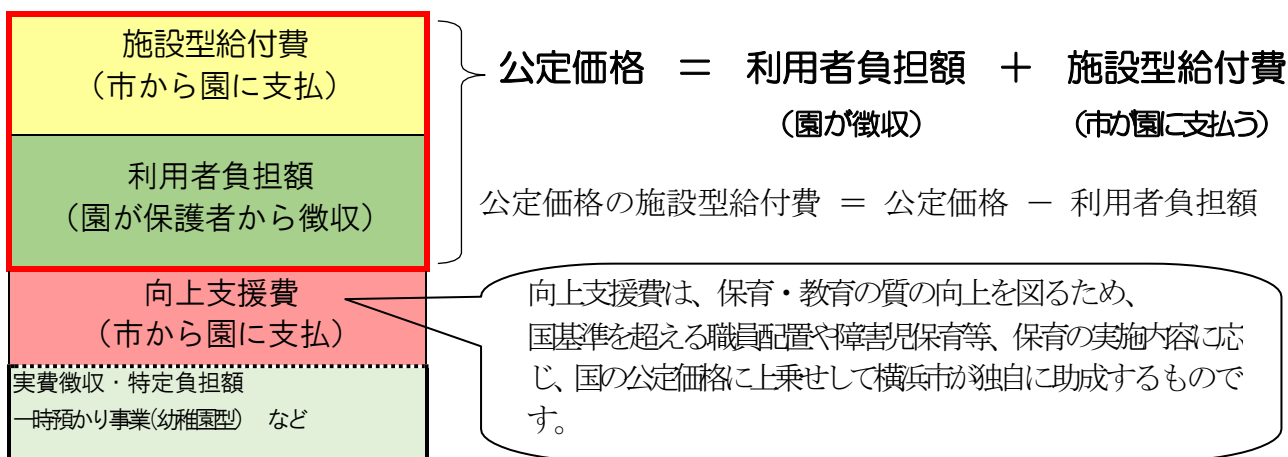 施設型給付費
（市から園に支払）
利用者負担額
（園が保護者から徴収）
向上支援費
（市から園に支払）
実費徴収・特定負担額
一時預かり事業(幼稚園型)　など
公定価格　＝　利用者負担額　＋　施設型給付費
（園が徴収）　（市が園に支払う）
公定価格の施設型給付費　＝　公定価格　－　利用者負担額
向上支援費は、保育・教育の質の向上を図るため、
国基準を超える職員配置や障害児保育等、保育の実施内容に応
じ、国の公定価格に上乗せして横浜市が独自に助成するもので
す。